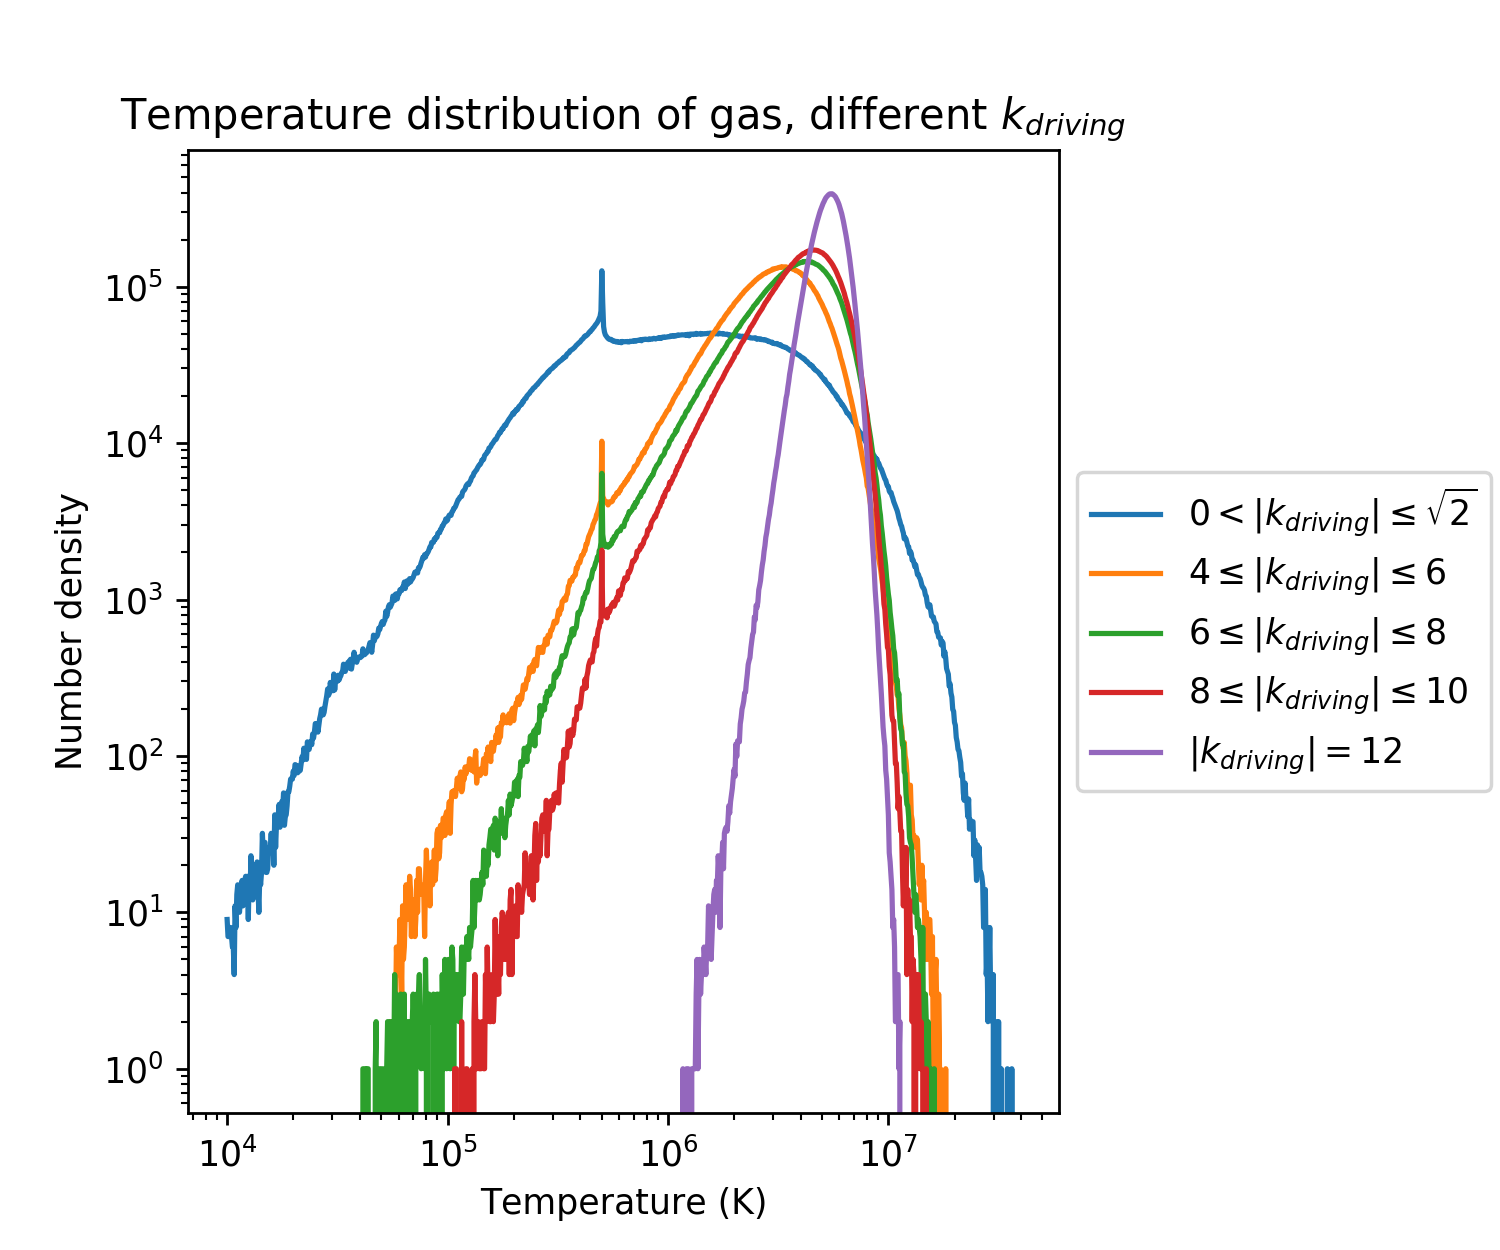 Temperature distribution of gas, different k_driving
Number density
10^5
10^4
10^3
10^2
10^1
10^0
10^4 10^5 10^6 10^7
Temperature (K)
0 < |k_driving| ≤ √2
4 ≤ |k_driving| ≤ 6
6 ≤ |k_driving| ≤ 8
8 ≤ |k_driving| ≤ 10
|k_driving| = 12